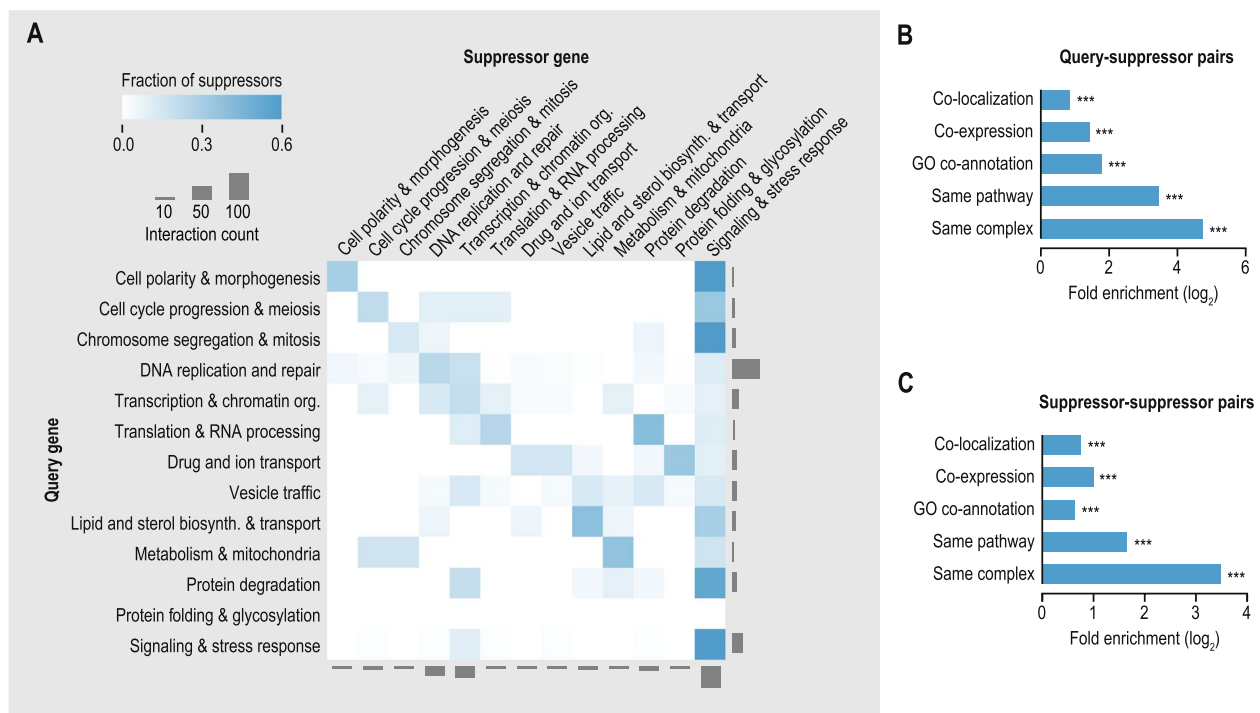 A
Suppressor gene
Fraction of suppressors
0.0 0.3 0.6
10 50 100
Interaction count
Cell polarity & morphogenesis
Cell cycle progression & meiosis
Chromosome segregation & mitosis
DNA replication and repair
Transcription & chromatin org.
Translation & RNA processing
Drug and ion transport
Vesicle traffic
Lipid and sterol biosynth. & transport
Metabolism & mitochondria
Protein degradation
Protein folding & glycosylation
Signaling & stress response
Query gene
Cell polarity & morphogenesis
Cell cycle progression & meiosis
Chromosome segregation & mitosis
DNA replication and repair
Transcription & chromatin org.
Translation & RNA processing
Drug and ion transport
Vesicle traffic
Lipid and sterol biosynth. & transport
Metabolism & mitochondria
Protein degradation
Protein folding & glycosylation
Signaling & stress response
B
Query-suppressor pairs
Co-localization ***
Co-expression ***
GO co-annotation ***
Same pathway ***
Same complex ***
0 2 4 6
Fold enrichment (log2)
C
Suppressor-suppressor pairs
Co-localization ***
Co-expression ***
GO co-annotation ***
Same pathway ***
Same complex ***
0 1 2 3 4
Fold enrichment (log2)